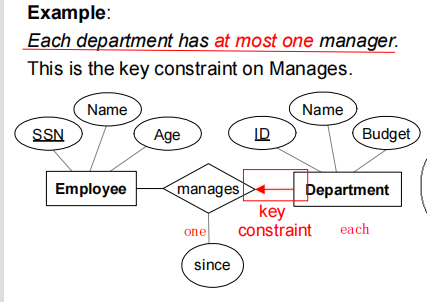 Example:
Each department has at most one manager.
This is the key constraint on Manages.
Name
Name
SSN
Age
ID
Budget
Employee
manages
Department
key
constraint
one
each
since